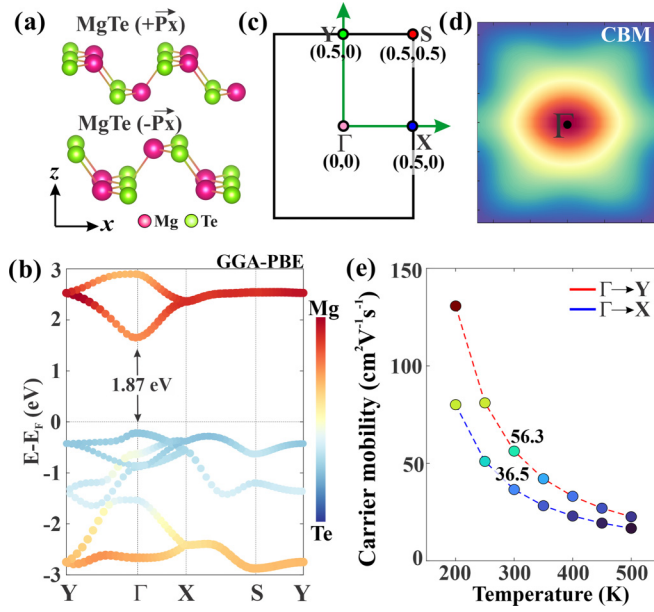 (a)
MgTe (+Px)
MgTe (-Px)
z
x
Mg Te
(c)
Y
(0.5,0)
S
(0.5,0.5)
Γ
(0,0)
X
(0.5,0)
(d)
CBM
Γ
(b)
GGA-PBE
E-E_F (eV)
3
2
1
0
-1
-2
-3
1.87 eV
Y Γ X S Y
Mg
Te
(e)
Carrier mobility (cm²V⁻¹s⁻¹)
150
100
50
0
Γ→Y
Γ→X
56.3
36.5
200 300 400 500
Temperature (K)